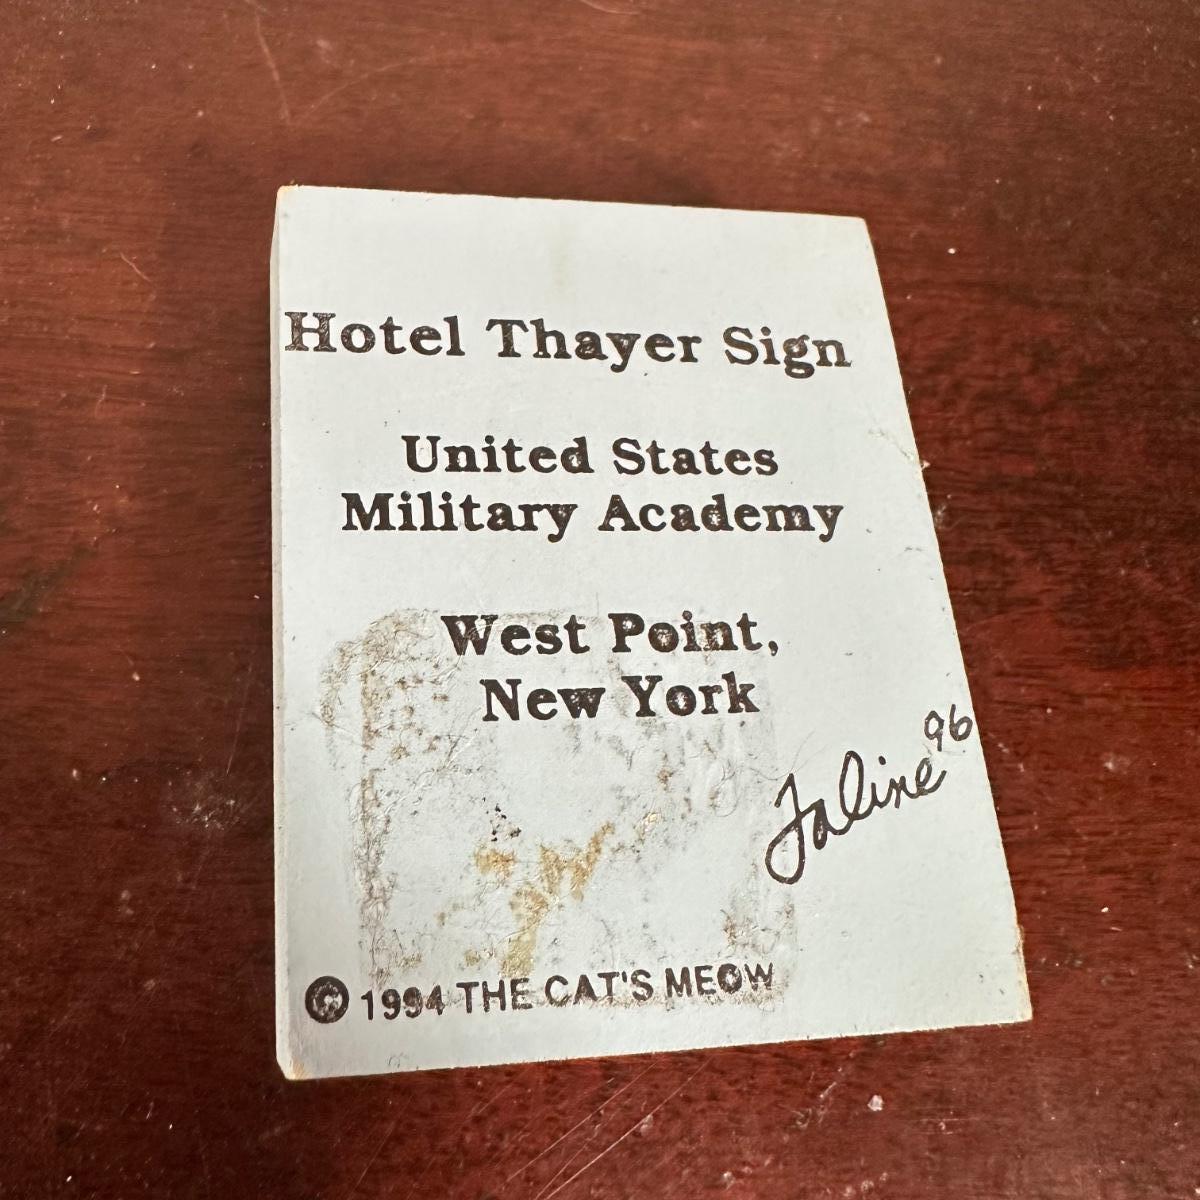 Hotel Thayer Sign
United States
Military Academy
West Point,
New York
Faline 96
© 1994 THE CAT'S MEOW